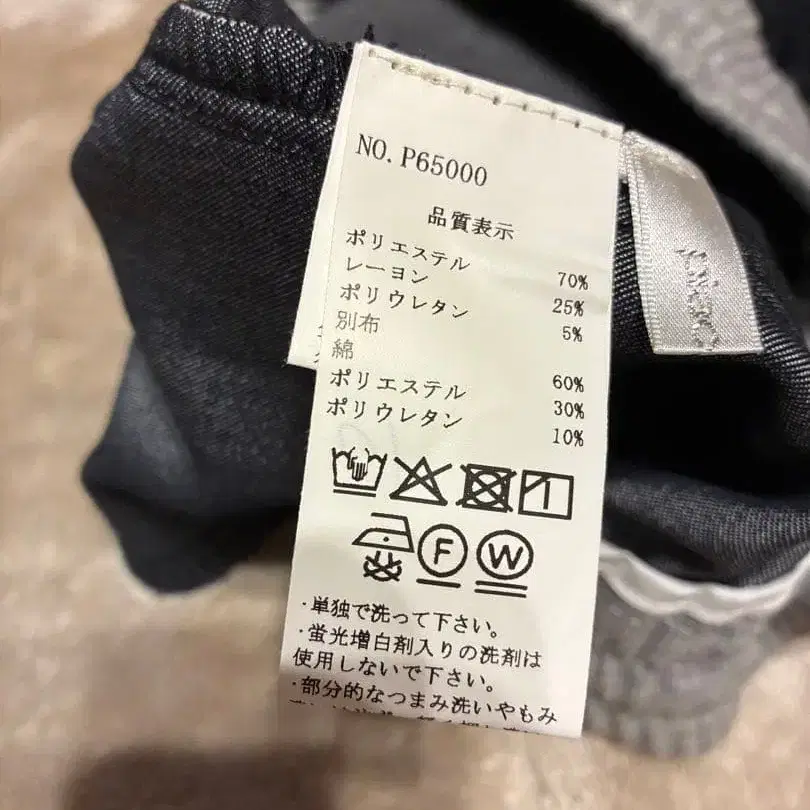 NO. P65000
品質表示
ポリエステル 70%
レーヨン 25%
ポリウレタン 5%
別布
綿 60%
ポリエステル 30%
ポリウレタン 10%
F W
・単独で洗って下さい。
・蛍光増白剤入りの洗剤は
使用しないで下さい。
・部分的なつまみ洗いやもみ